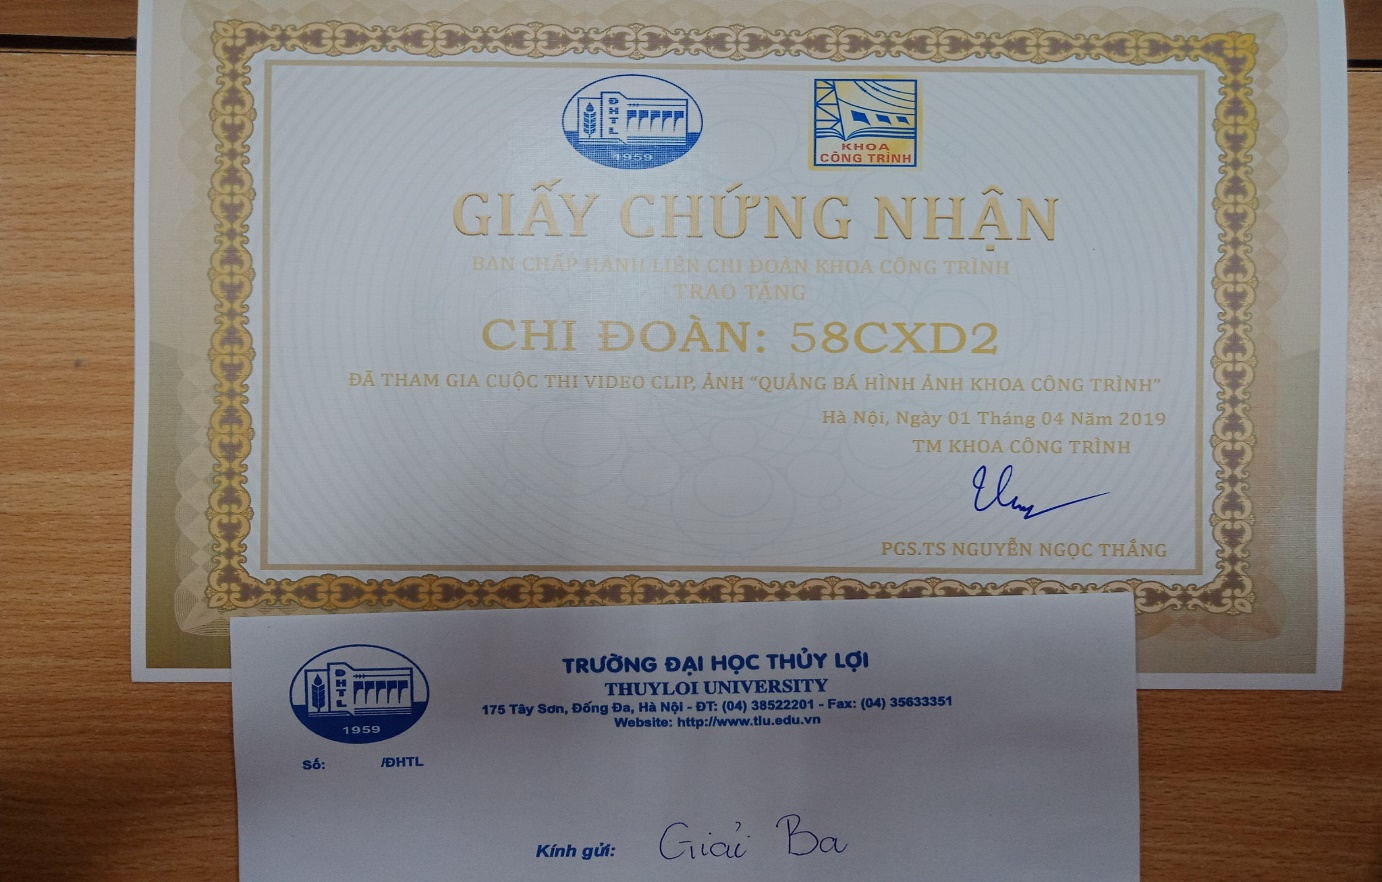 ĐHTL
1959
KHOA
CÔNG TRÌNH
GIẤY CHỨNG NHẬN
BAN CHẤP HÀNH LIÊN CHI ĐOÀN KHOA CÔNG TRÌNH
TRAO TẶNG
CHI ĐOÀN: 58CXD2
ĐÃ THAM GIA CUỘC THI VIDEO CLIP, ẢNH “QUẢNG BÁ HÌNH ẢNH KHOA CÔNG TRÌNH”
Hà Nội, Ngày 01 Tháng 04 Năm 2019
TM KHOA CÔNG TRÌNH
PGS.TS NGUYỄN NGỌC THẮNG
ĐHTL
1959
TRƯỜNG ĐẠI HỌC THỦY LỢI
THUYLOI UNIVERSITY
175 Tây Sơn, Đống Đa, Hà Nội - ĐT: (04) 38522201 - Fax: (04) 35633351
Website: http://www.tlu.edu.vn
Số: /ĐHTL
Kính gửi: Giải Ba